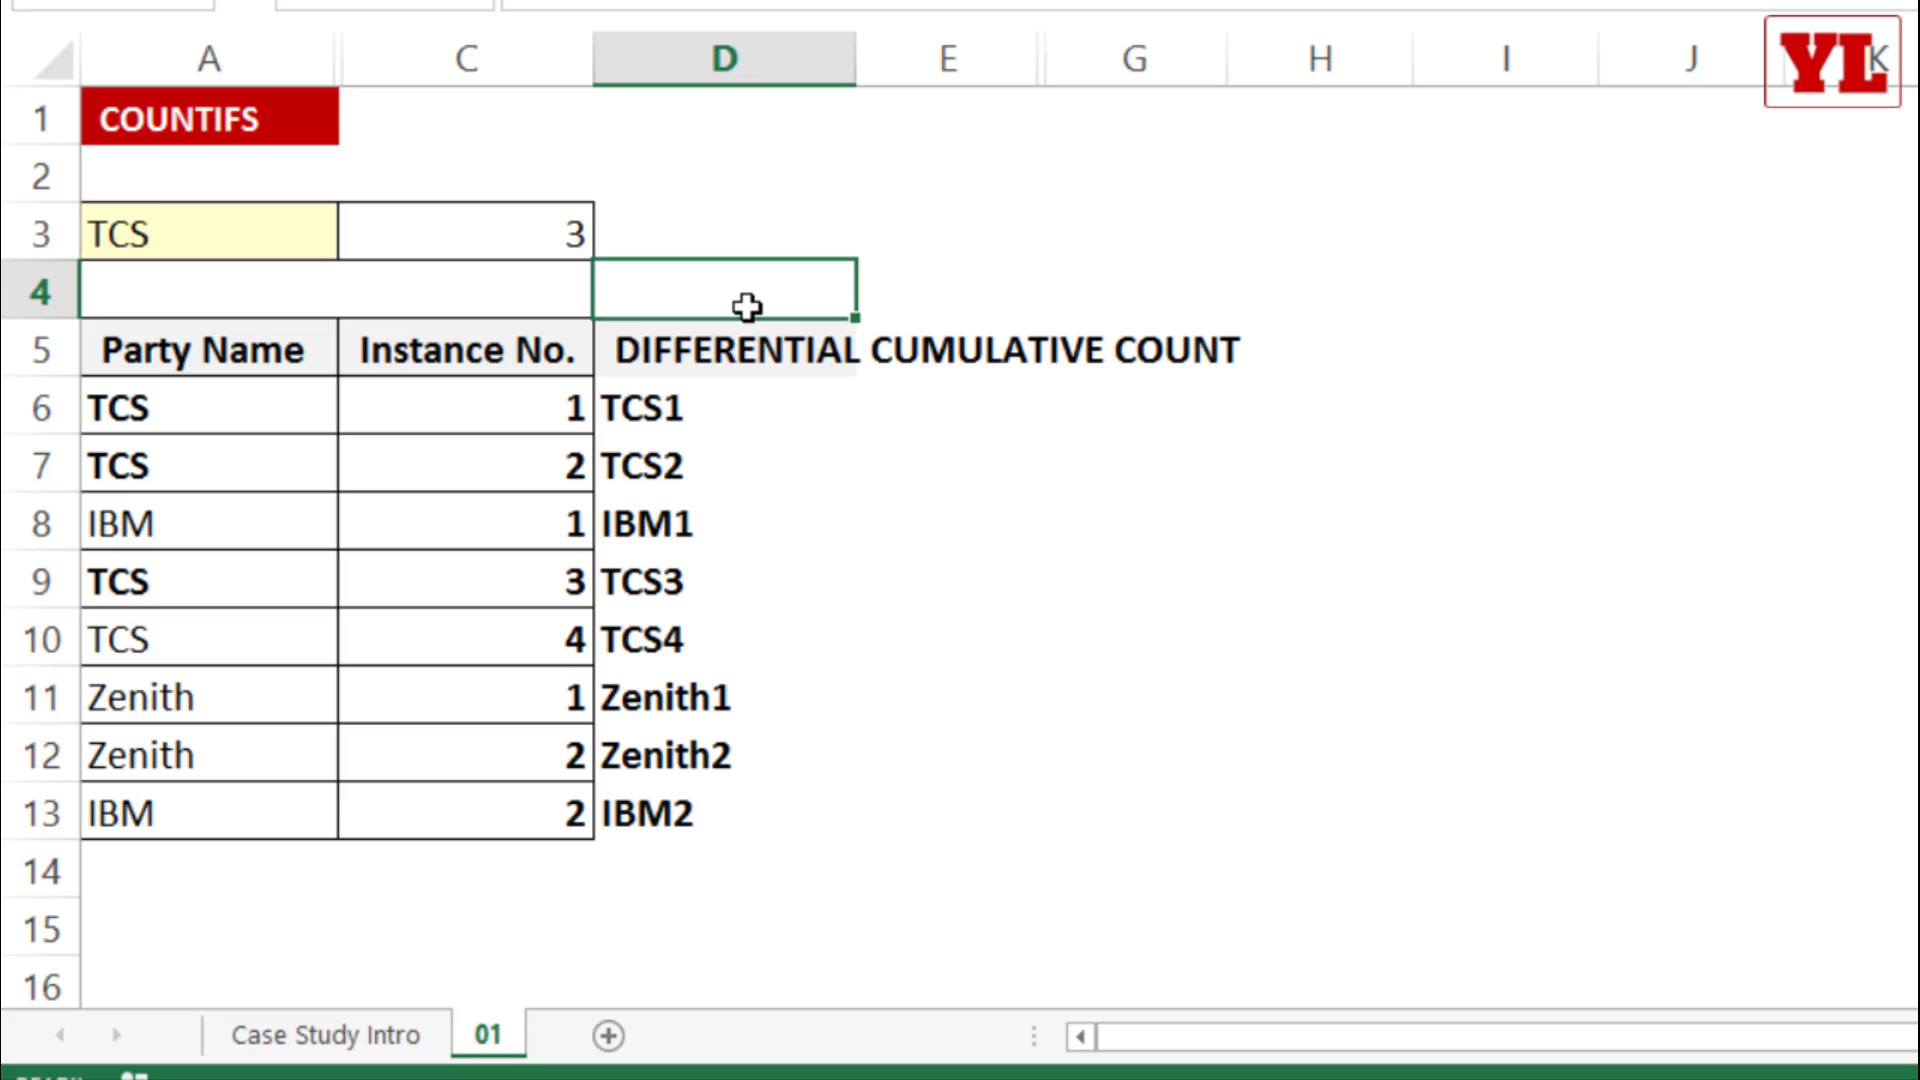 A C D E G H I J K
YL
1 COUNTIFS
2
3 TCS 3
4
5 Party Name Instance No. DIFFERENTIAL CUMULATIVE COUNT
6 TCS 1 TCS1
7 TCS 2 TCS2
8 IBM 1 IBM1
9 TCS 3 TCS3
10 TCS 4 TCS4
11 Zenith 1 Zenith1
12 Zenith 2 Zenith2
13 IBM 2 IBM2
14
15
16
Case Study Intro 01